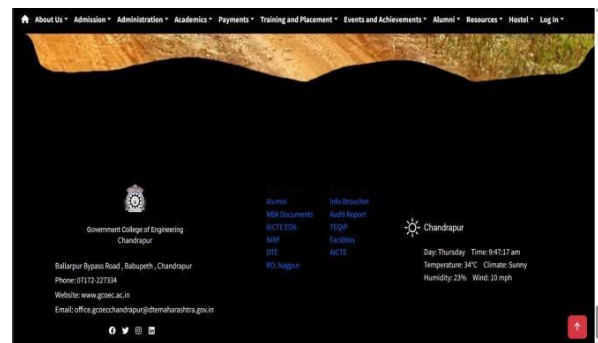 About Us Admission Administration Academics Payments Training and Placement Events and Achievements Alumni Resources Hostel Log In
Government College of Engineering
Chandrapur
Ballarpur Bypass Road , Babupeth , Chandrapur
Phone: 07172-227334
Website: www.gcoec.ac.in
Email: office.gcoecchandrapur@dtemaharashtra.gov.in
Alumni
NBA Documents
AICTE EOA
NIRF
DTE
RO, Nagpur
Info Broucher
Audit Report
TEQIP
Facilities
AICTE
Chandrapur
Day: Thursday Time: 9:47:17 am
Temperature: 34°C Climate: Sunny
Humidity: 23% Wind: 10 mph